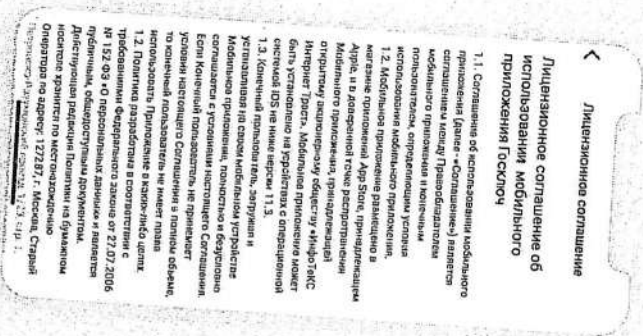 Лицензионное соглашение
Лицензионное соглашение об
использовании мобильного
приложения Госключ
1.1. Соглашение об использовании мобильного
приложения (далее - «Соглашение») является
соглашением между Правообладателем
мобильного приложения и конечным
пользователем, определяющим условия
использования мобильного приложения.
1.2. Мобильное приложение размещено в
магазине приложений App Store, принадлежащем
Apple, и в доверенной точке распространения
Мобильного приложения, принадлежащей
открытому акционерному обществу «ИнфоТеКС
Интернет Траст». Мобильное приложение может
быть установлено на устройствах с операционной
системой iOS не ниже версии 11.3.
1.3. Конечный пользователь, загружая и
устанавливая на своем мобильном устройстве
Мобильное приложение, полностью и безусловно
соглашается с условиями настоящего Соглашения.
Если Конечный пользователь не принимает
условия настоящего Соглашения в полном объеме,
то конечный пользователь не имеет права
использовать Приложение в каких-либо целях.
1.2. Политика разработана в соответствии с
требованиями Федерального закона от 27.07.2006
№ 152-ФЗ «О персональных данных» и является
публичным, общедоступным документом.
Действующая редакция Политики на бумажном
носителе хранится по местонахождению
Оператора по адресу: 127287, г. Москва, Старый